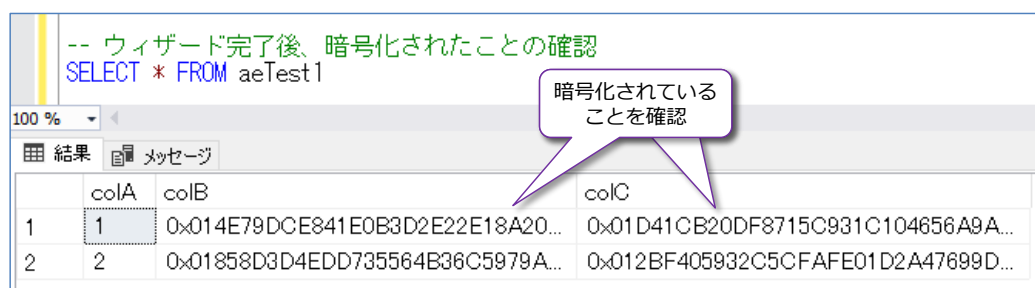 -- ウィザード完了後、暗号化されたことの確認
SELECT * FROM aeTest1
暗号化されている
ことを確認
100 %
結果 メッセージ
colA colB colC
1 1 0x014E79DCE841E0B3D2E22E18A20... 0x01D41CB20DF8715C931C104656A9A...
2 2 0x01858D3D4EDD735564B36C5979A... 0x012BF405932C5CFAFE01D2A47699D...